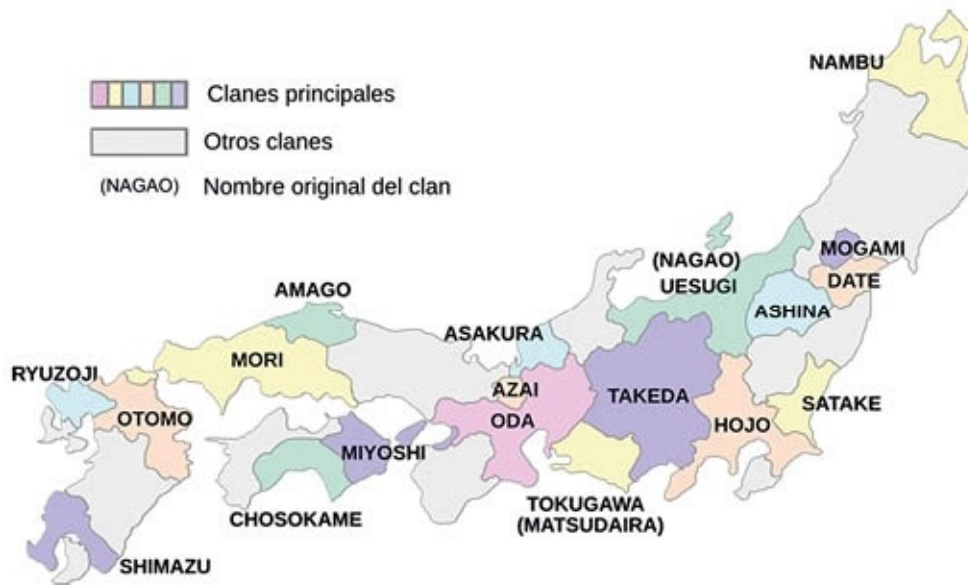 Clanes principales
Otros clanes
(NAGAO) Nombre original del clan
NAMBU
MOGAMI
DATE
(NAGAO)
UESUGI
ASHINA
AMAGO
ASAKURA
MORI
RYUZOJI
AZAI
TAKEDA
SATAKE
OTOMO
ODA
HOJO
MIYOSHI
CHOSOKAME
TOKUGAWA
(MATSUDAIRA)
SHIMAZU